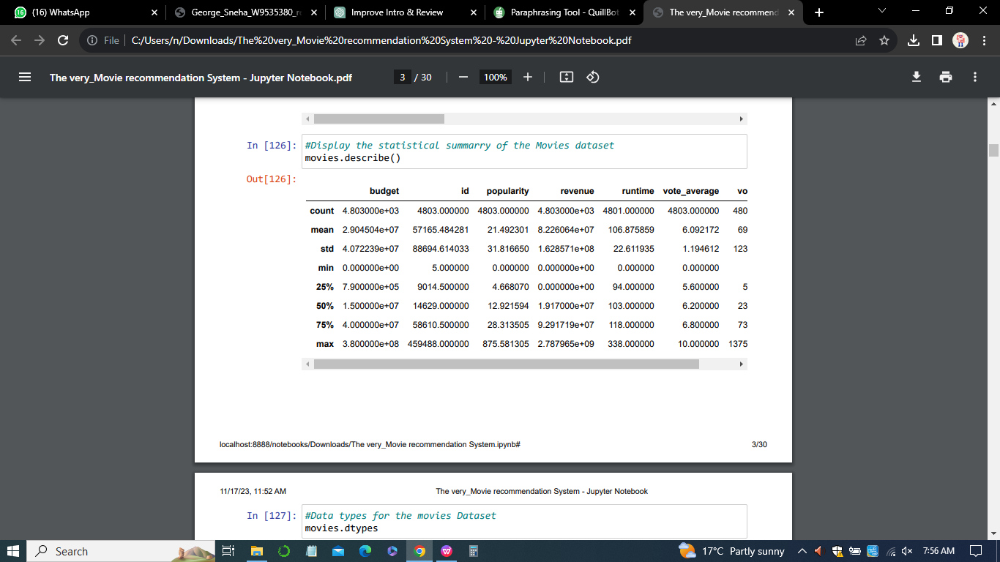 16 (16) WhatsApp George_Sneha_W9535380_r Improve Intro & Review Paraphrasing Tool - QuillBot The very_Movie recommend
File C:/Users/n/Downloads/The%20very_Movie%20recommendation%20System%20-%20Jupyter%20Notebook.pdf
The very_Movie recommendation System - Jupyter Notebook.pdf 3 / 30 100%
In [126]: #Display the statistical summarry of the Movies dataset
movies.describe()
Out[126]:
budget id popularity revenue runtime vote_average vo
count 4.803000e+03 4803.000000 4803.000000 4.803000e+03 4801.000000 4803.000000 480
mean 2.904504e+07 57165.484281 21.492301 8.226064e+07 106.875859 6.092172 69
std 4.072239e+07 88694.614033 31.816650 1.628571e+08 22.611935 1.194612 123
min 0.000000e+00 5.000000 0.000000 0.000000e+00 0.000000 0.000000
25% 7.900000e+05 9014.500000 4.668070 0.000000e+00 94.000000 5.600000 5
50% 1.500000e+07 14629.000000 12.921594 1.917000e+07 103.000000 6.200000 23
75% 4.000000e+07 58610.500000 28.313505 9.291719e+07 118.000000 6.800000 73
max 3.800000e+08 459488.000000 875.581305 2.787965e+09 338.000000 10.000000 1375
localhost:8888/notebooks/Downloads/The very_Movie recommendation System.ipynb# 3/30
11/17/23, 11:52 AM The very_Movie recommendation System - Jupyter Notebook
In [127]: #Data types for the movies Dataset
movies.dtypes
Search 17°C Partly sunny 7:56 AM